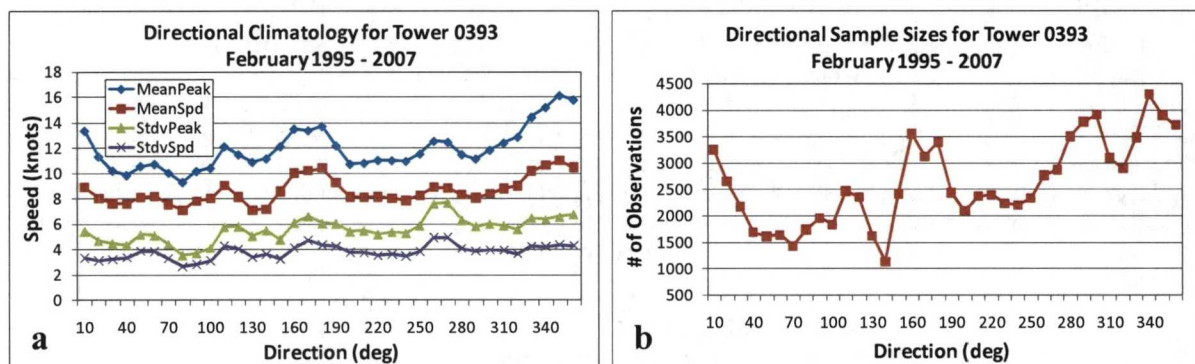 Directional Climatology for Tower 0393
February 1995 - 2007
18
16
14
12
10
8
6
4
2
0
Speed (knots)
MeanPeak
MeanSpd
StdvPeak
StdvSpd
10 40 70 100 130 160 190 220 250 280 310 340
Direction (deg)
a
Directional Sample Sizes for Tower 0393
February 1995 - 2007
4500
4000
3500
3000
2500
2000
1500
1000
500
# of Observations
10 40 70 100 130 160 190 220 250 280 310 340
Direction (deg)
b